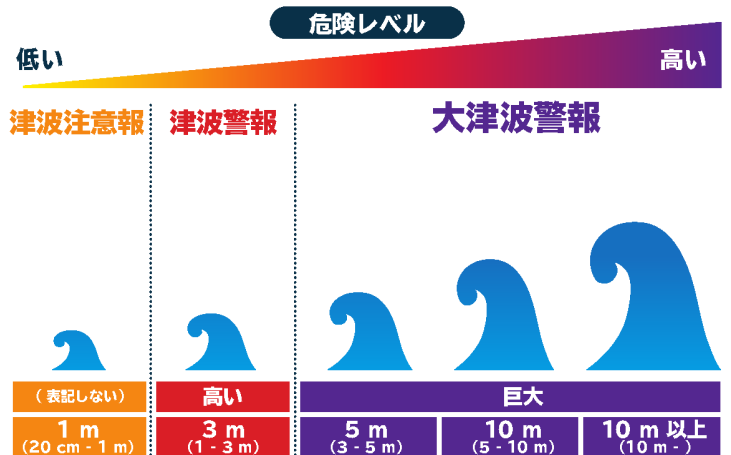 危険レベル
低い
高い
津波注意報
津波警報
大津波警報
（ 表記しない）
高い
巨大
1 m
(20 cm - 1 m)
3 m
(1 - 3 m)
5 m
(3 - 5 m)
10 m
(5 - 10 m)
10 m 以上
(10 m - )